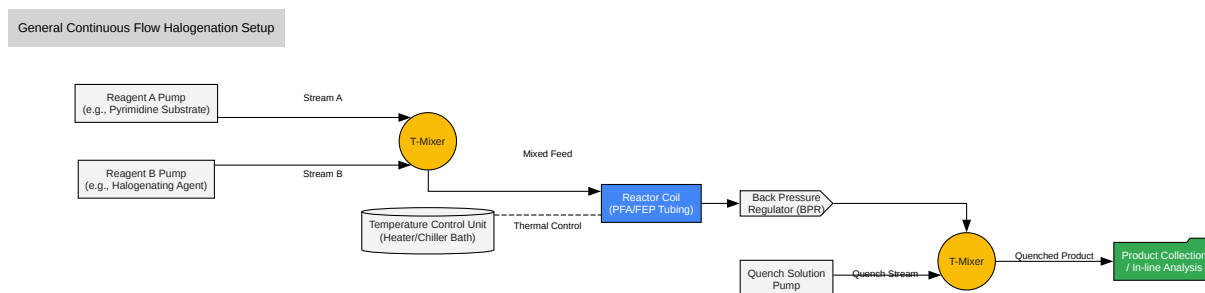 General Continuous Flow Halogenation Setup
Reagent A Pump
(e.g., Pyrimidine Substrate)
Stream A
T-Mixer
Reagent B Pump
(e.g., Halogenating Agent)
Stream B
Mixed Feed
Reactor Coil
(PFA/FEP Tubing)
Back Pressure
Regulator (BPR)
Temperature Control Unit
(Heater/Chiller Bath)
Thermal Control
Quench Solution
Pump
Quench Stream
T-Mixer
Quenched Product
Product Collection
/ In-line Analysis